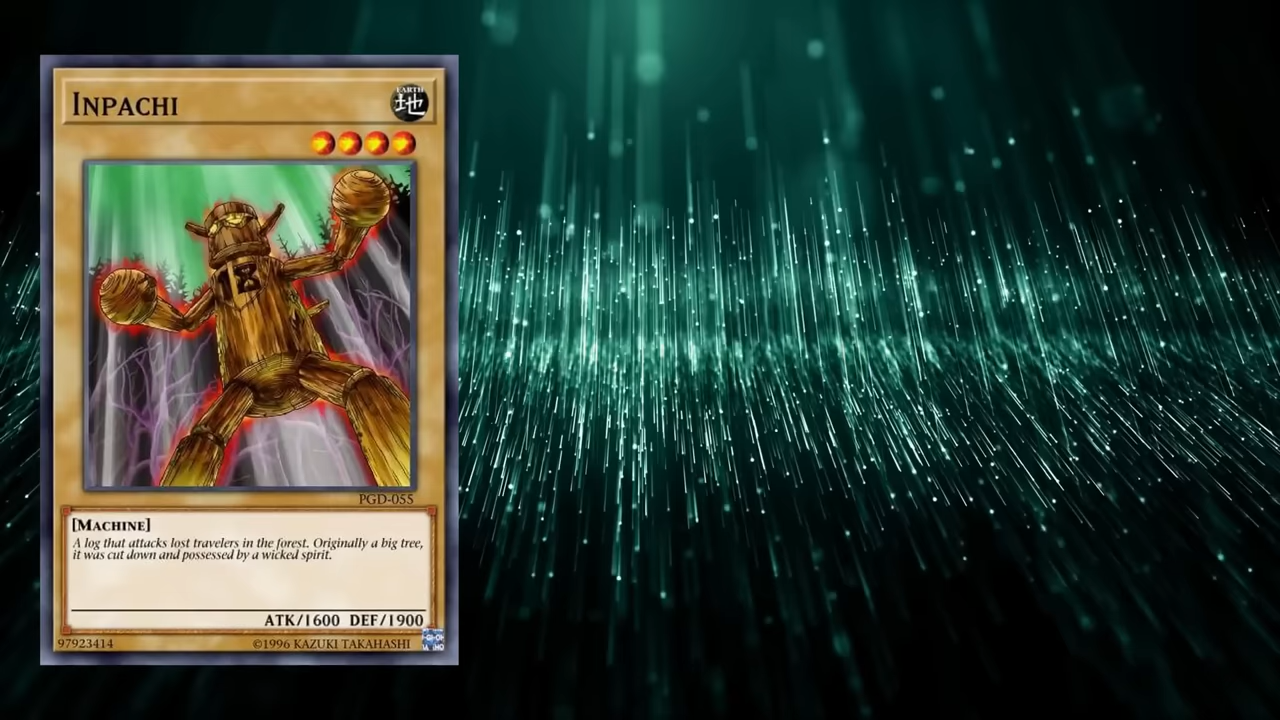 INPACHI
EARTH
地
PGD-055
[MACHINE]
A log that attacks lost travelers in the forest. Originally a big tree,
it was cut down and possessed by a wicked spirit.
ATK/1600 DEF/1900
97923414 ©1996 KAZUKI TAKAHASHI